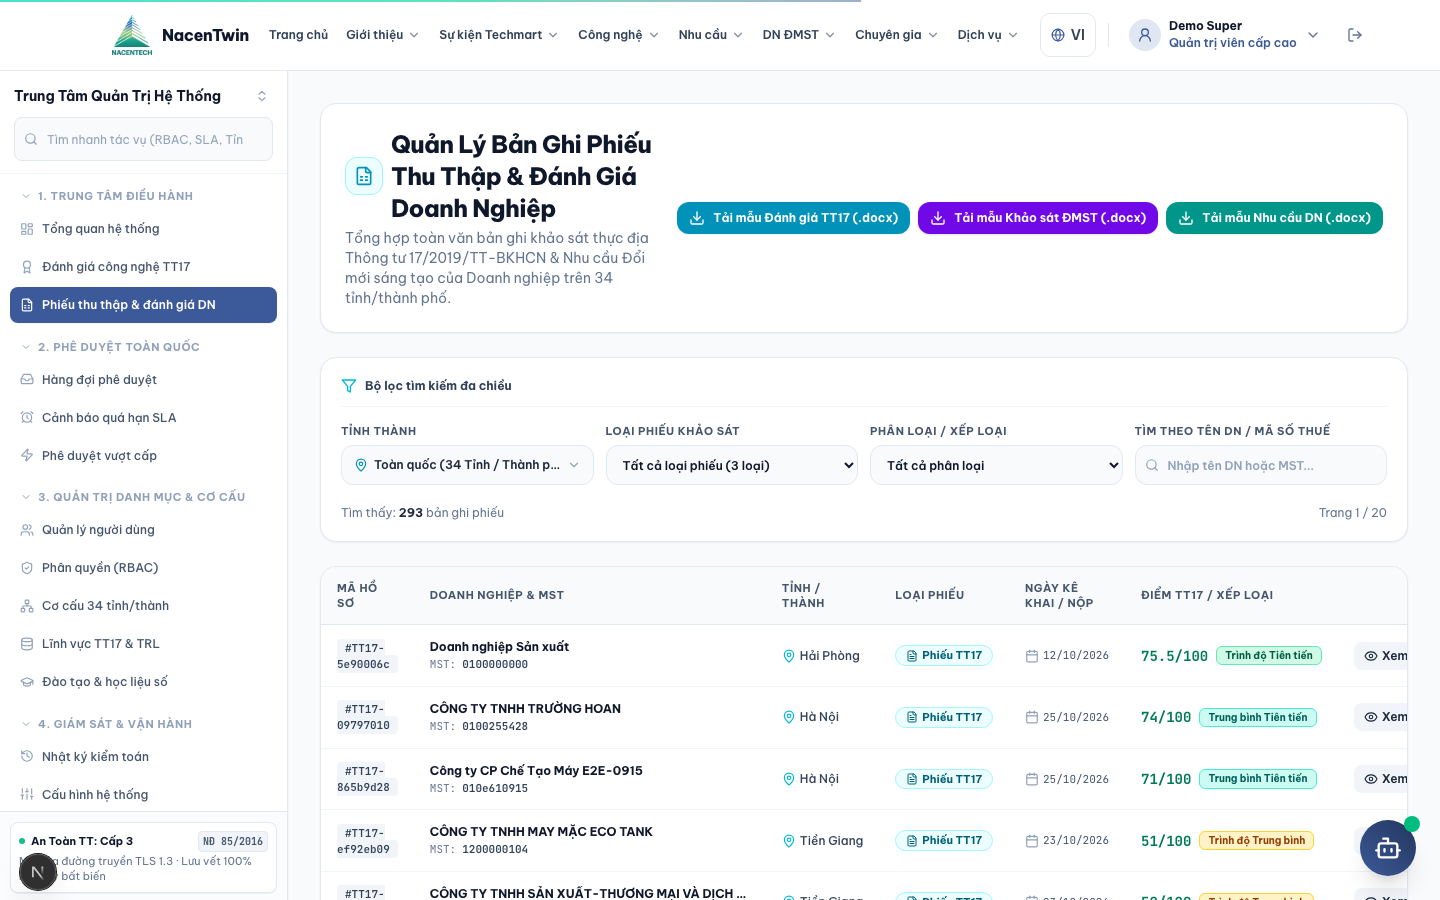 NACENTECH
NacenTwin
Trang chủ
Giới thiệu
Sự kiện Techmart
Công nghệ
Nhu cầu
DN ĐMST
Chuyên gia
Dịch vụ
VI
Demo Super
Quản trị viên cấp cao
Trung Tâm Quản Trị Hệ Thống
Tìm nhanh tác vụ (RBAC, SLA, Tỉn
1. TRUNG TÂM ĐIỀU HÀNH
Tổng quan hệ thống
Đánh giá công nghệ TT17
Phiếu thu thập & đánh giá DN
2. PHÊ DUYỆT TOÀN QUỐC
Hàng đợi phê duyệt
Cảnh báo quá hạn SLA
Phê duyệt vượt cấp
3. QUẢN TRỊ DANH MỤC & CƠ CẤU
Quản lý người dùng
Phân quyền (RBAC)
Cơ cấu 34 tỉnh/thành
Lĩnh vực TT17 & TRL
Đào tạo & học liệu số
4. GIÁM SÁT & VẬN HÀNH
Nhật ký kiểm toán
Cấu hình hệ thống
An Toàn TT: Cấp 3
NĐ 85/2016
đường truyền TLS 1.3 · Lưu vết 100%
bất biến
N
Quản Lý Bản Ghi Phiếu
Thu Thập & Đánh Giá
Doanh Nghiệp
Tổng hợp toàn văn bản ghi khảo sát thực địa
Thông tư 17/2019/TT-BKHCN & Nhu cầu Đổi
mới sáng tạo của Doanh nghiệp trên 34
tỉnh/thành phố.
Tải mẫu Đánh giá TT17 (.docx)
Tải mẫu Khảo sát ĐMST (.docx)
Tải mẫu Nhu cầu DN (.docx)
Bộ lọc tìm kiếm đa chiều
TỈNH THÀNH
LOẠI PHIẾU KHẢO SÁT
PHÂN LOẠI / XẾP LOẠI
TÌM THEO TÊN DN / MÃ SỐ THUẾ
Toàn quốc (34 Tỉnh / Thành p...
Tất cả loại phiếu (3 loại)
Tất cả phân loại
Nhập tên DN hoặc MST...
Tìm thấy: 293 bản ghi phiếu
Trang 1 / 20
MÃ HỒ
SƠ
DOANH NGHIỆP & MST
TỈNH /
THÀNH
LOẠI PHIẾU
NGÀY KÊ
KHAI / NỘP
ĐIỂM TT17 / XẾP LOẠI
#TT17-
5e90006c
Doanh nghiệp Sản xuất
MST: 0100000000
Hải Phòng
Phiếu TT17
12/10/2026
75.5/100
Trình độ Tiên tiến
Xem
#TT17-
09797010
CÔNG TY TNHH TRƯỜNG HOAN
MST: 0100255428
Hà Nội
Phiếu TT17
25/10/2026
74/100
Trung bình Tiên tiến
Xem
#TT17-
865b9d28
Công ty CP Chế Tạo Máy E2E-0915
MST: 010e610915
Hà Nội
Phiếu TT17
25/10/2026
71/100
Trung bình Tiên tiến
Xem
#TT17-
ef92eb09
CÔNG TY TNHH MAY MẶC ECO TANK
MST: 1200000104
Tiền Giang
Phiếu TT17
23/10/2026
51/100
Trình độ Trung bình
#TT17-
CÔNG TY TNHH SẢN XUẤT-THƯƠNG MẠI VÀ DỊCH ...
Tiền Giang
Phiếu TT17